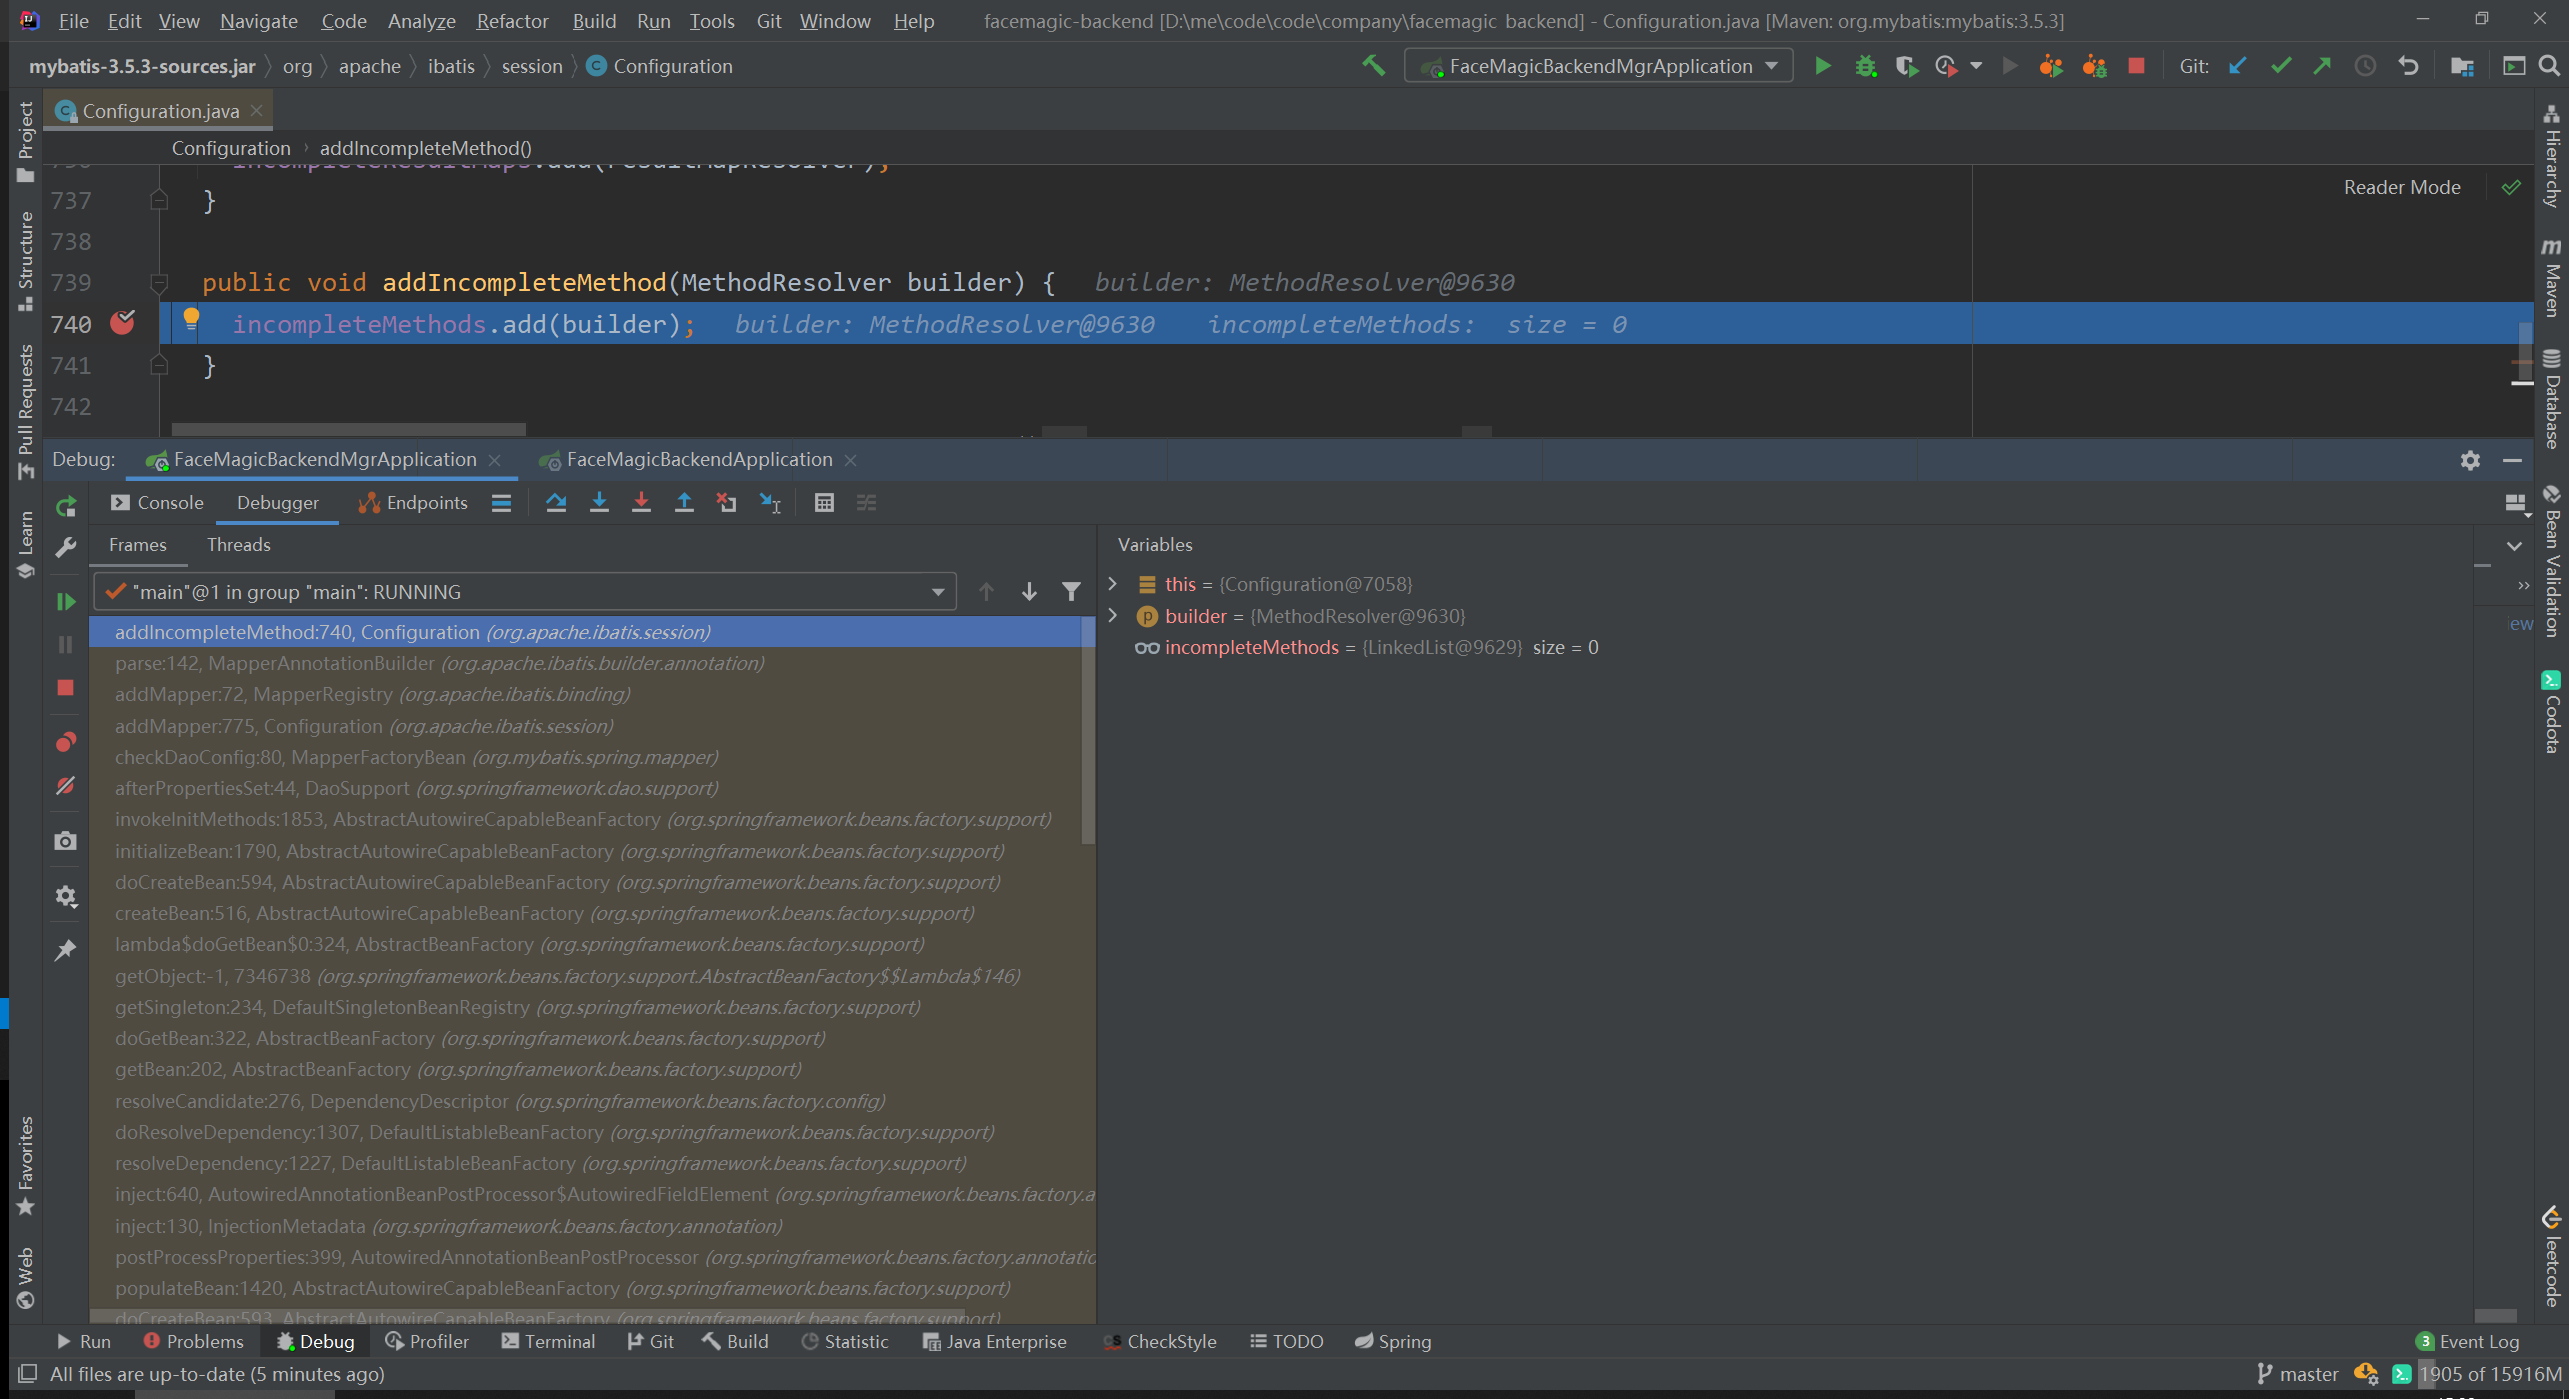 File Edit View Navigate Code Analyze Refactor Build Run Tools Git Window Help facemagic-backend [D:\me\code\code\company\facemagic backend] - Configuration.java [Maven: org.mybatis:mybatis:3.5.3]
mybatis-3.5.3-sources.jar org apache ibatis session Configuration FaceMagicBackendMgrApplication Git:
Configuration.java
Configuration addIncompleteMethod()
Reader Mode
737 }
738
739 public void addIncompleteMethod(MethodResolver builder) { builder: MethodResolver@9630
740 incompleteMethods.add(builder); builder: MethodResolver@9630 incompleteMethods: size = 0
741 }
742
Debug: FaceMagicBackendMgrApplication FaceMagicBackendApplication
Console Debugger Endpoints
Frames Threads
"main"@1 in group "main": RUNNING
addIncompleteMethod:740, Configuration (org.apache.ibatis.session)
parse:142, MapperAnnotationBuilder (org.apache.ibatis.builder.annotation)
addMapper:72, MapperRegistry (org.apache.ibatis.binding)
addMapper:775, Configuration (org.apache.ibatis.session)
checkDaoConfig:80, MapperFactoryBean (org.mybatis.spring.mapper)
afterPropertiesSet:44, DaoSupport (org.springframework.dao.support)
invokeInitMethods:1853, AbstractAutowireCapableBeanFactory (org.springframework.beans.factory.support)
initializeBean:1790, AbstractAutowireCapableBeanFactory (org.springframework.beans.factory.support)
doCreateBean:594, AbstractAutowireCapableBeanFactory (org.springframework.beans.factory.support)
createBean:516, AbstractAutowireCapableBeanFactory (org.springframework.beans.factory.support)
lambda$doGetBean$0:324, AbstractBeanFactory (org.springframework.beans.factory.support)
getObject:-1, 7346738 (org.springframework.beans.factory.support.AbstractBeanFactory$$Lambda$146)
getSingleton:234, DefaultSingletonBeanRegistry (org.springframework.beans.factory.support)
doGetBean:322, AbstractBeanFactory (org.springframework.beans.factory.support)
getBean:202, AbstractBeanFactory (org.springframework.beans.factory.support)
resolveCandidate:276, DependencyDescriptor (org.springframework.beans.factory.config)
doResolveDependency:1307, DefaultListableBeanFactory (org.springframework.beans.factory.support)
resolveDependency:1227, DefaultListableBeanFactory (org.springframework.beans.factory.support)
inject:640, AutowiredAnnotationBeanPostProcessor$AutowiredFieldElement (org.springframework.beans.factory.a
inject:130, InjectionMetadata (org.springframework.beans.factory.annotation)
postProcessProperties:399, AutowiredAnnotationBeanPostProcessor (org.springframework.beans.factory.annotatio
populateBean:1420, AbstractAutowireCapableBeanFactory (org.springframework.beans.factory.support)
doCreateBean:593, AbstractAutowireCapableBeanFactory (org.springframework.beans.factory.support)
Variables
this = {Configuration@7058}
builder = {MethodResolver@9630}
incompleteMethods = {LinkedList@9629} size = 0
ew
Project
Structure
Pull Requests
Learn
Favorites
Web
Hierarchy
Maven
Database
Bean Validation
Codota
leetcode
Run Problems Debug Profiler Terminal Git Build Statistic Java Enterprise CheckStyle TODO Spring 3 Event Log
All files are up-to-date (5 minutes ago) master 1905 of 15916M